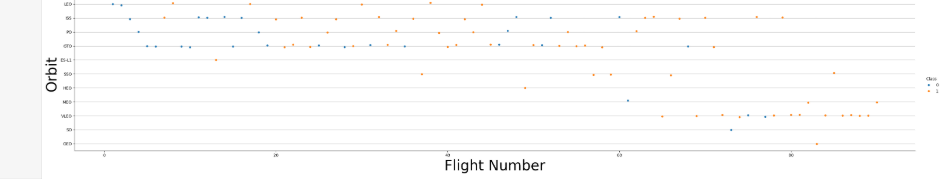 LEO
ISS
PO
GTO
ES-L1
SSO
HEO
MEO
VLEO
SO
GEO
Orbit
0 20 40 60 80
Flight Number
Class
0
1